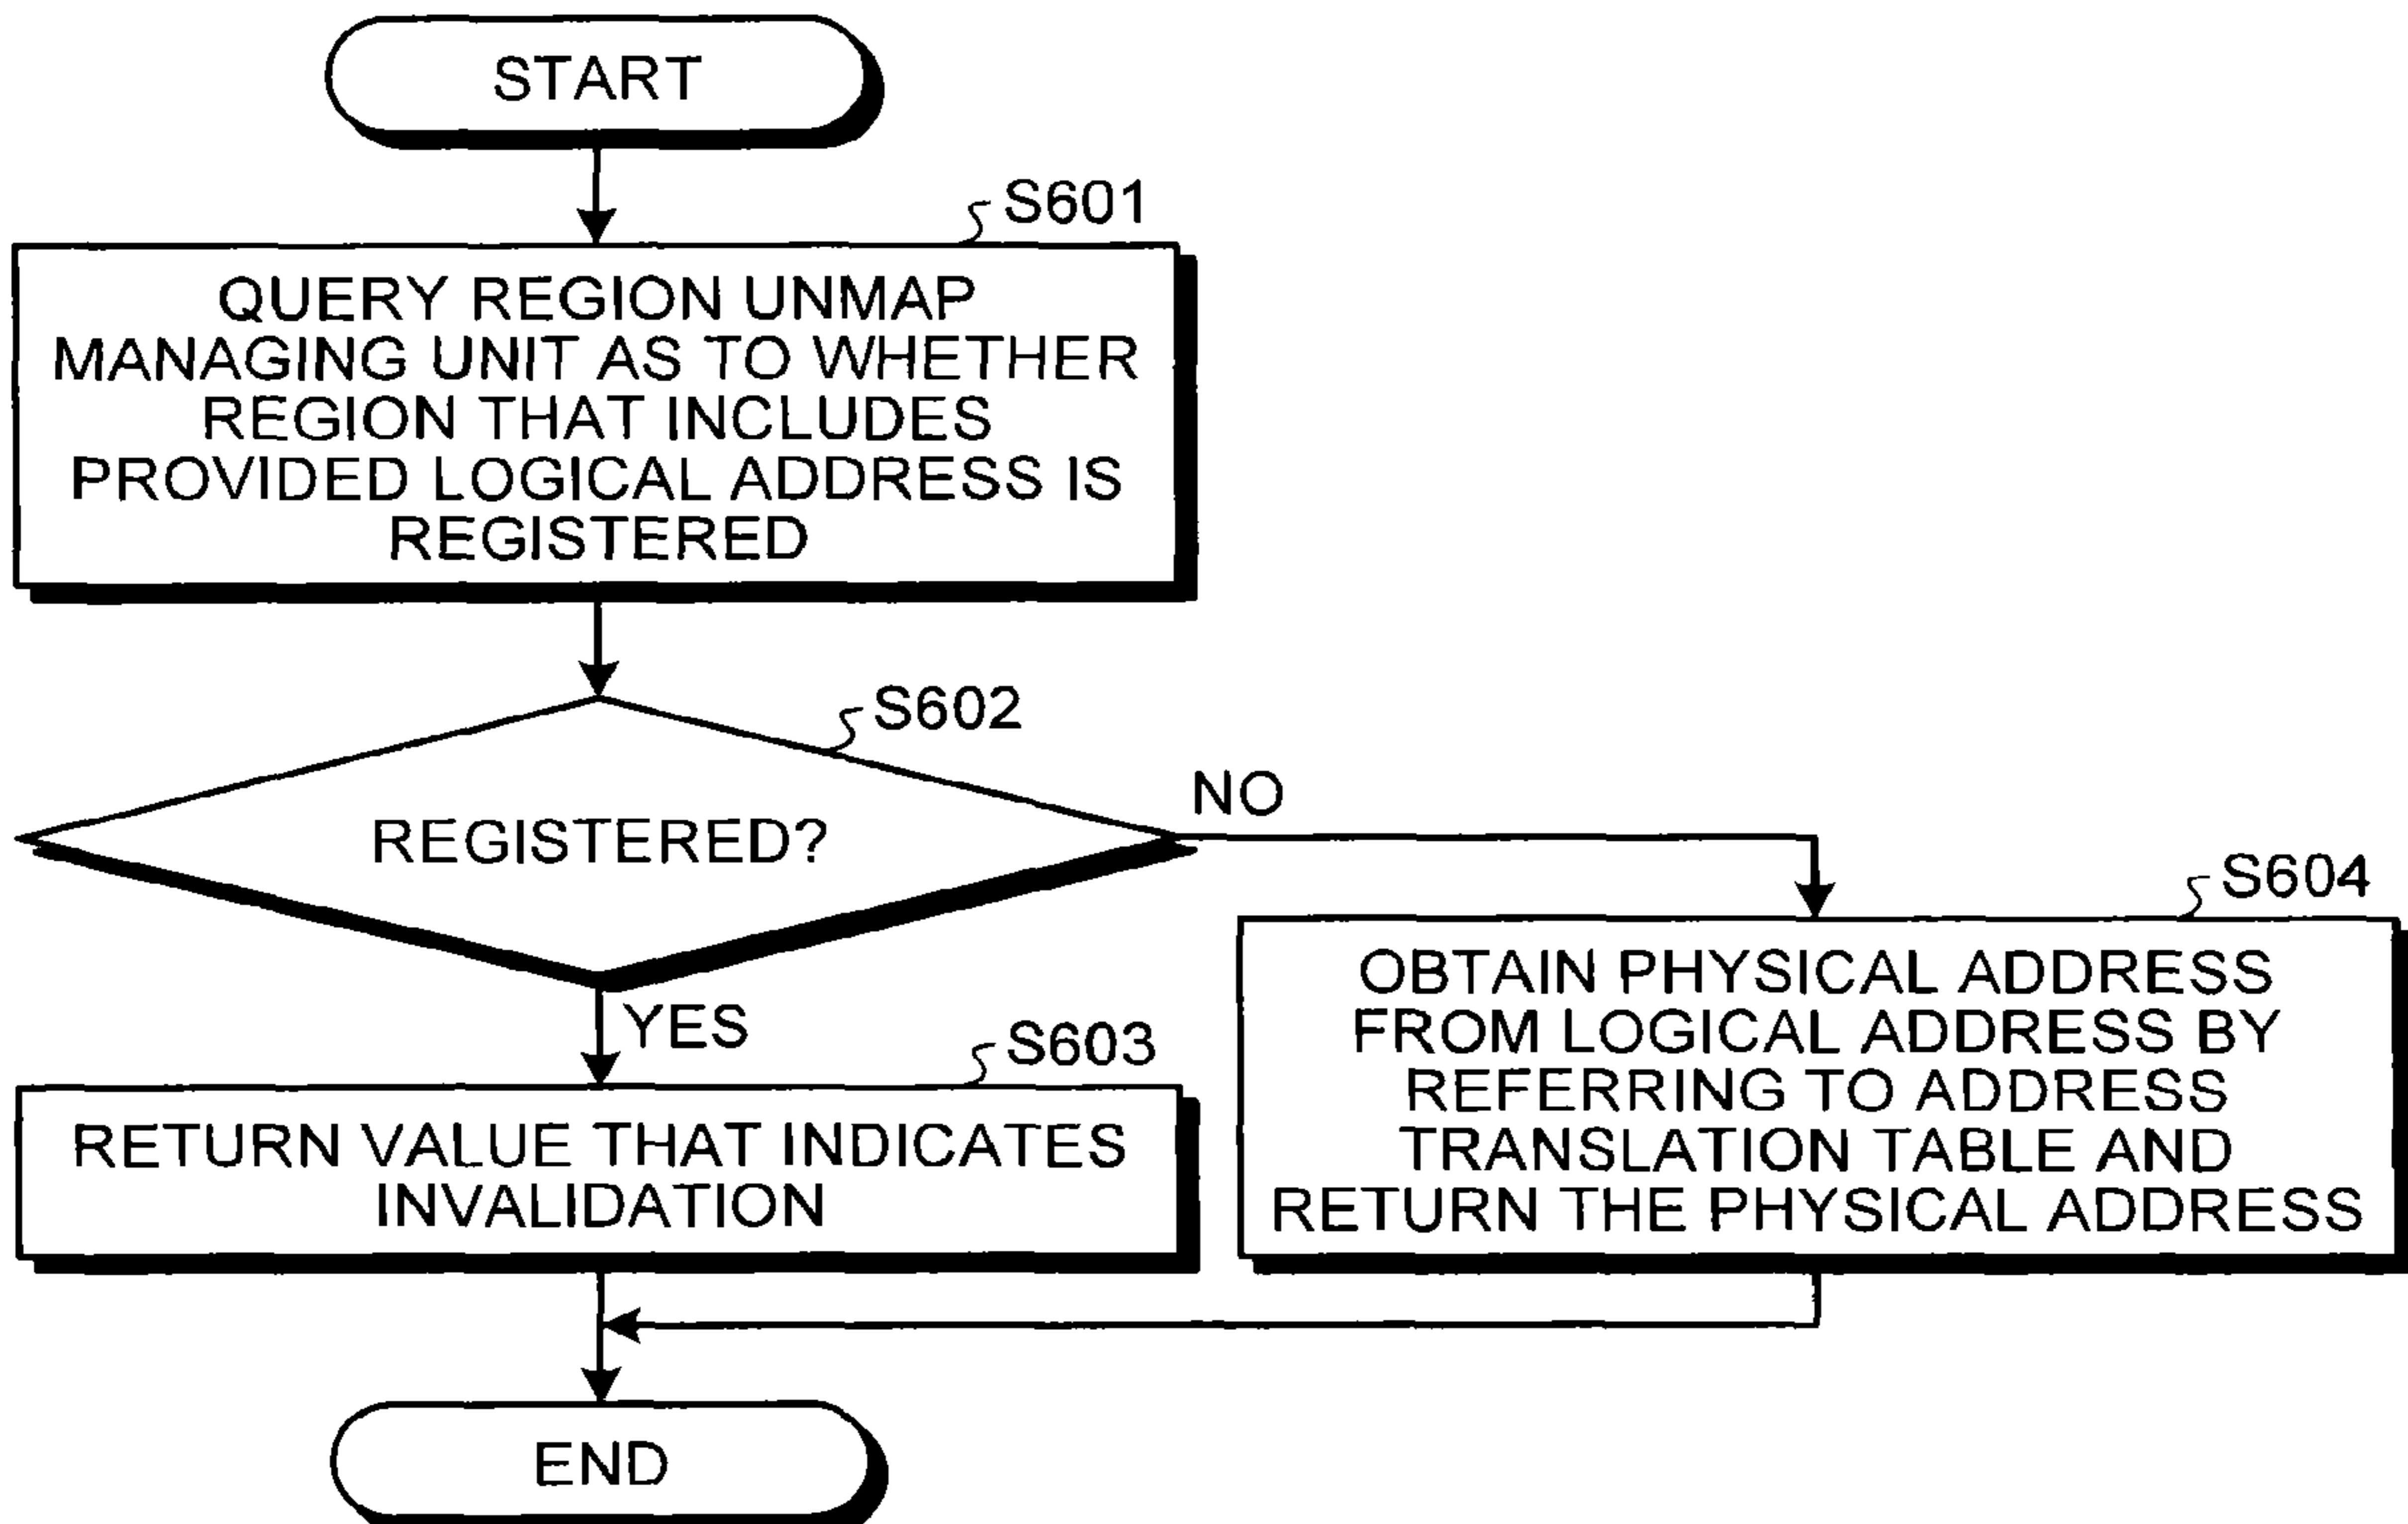 START
S601
QUERY REGION UNMAP
MANAGING UNIT AS TO WHETHER
REGION THAT INCLUDES
PROVIDED LOGICAL ADDRESS IS
REGISTERED
S602
REGISTERED?
NO
YES
S603
RETURN VALUE THAT INDICATES
INVALIDATION
S604
OBTAIN PHYSICAL ADDRESS
FROM LOGICAL ADDRESS BY
REFERRING TO ADDRESS
TRANSLATION TABLE AND
RETURN THE PHYSICAL ADDRESS
END